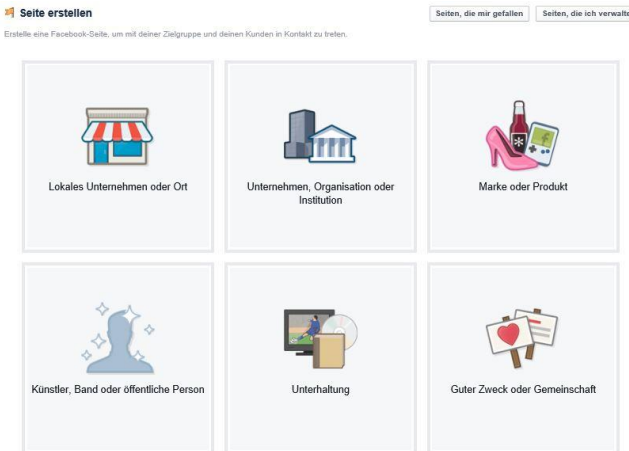 Seite erstellen
Seiten, die mir gefallen
Seiten, die ich verwalte
Erstelle eine Facebook-Seite, um mit deiner Zielgruppe und deinen Kunden in Kontakt zu treten.
Lokales Unternehmen oder Ort
Unternehmen, Organisation oder
Institution
Marke oder Produkt
Künstler, Band oder öffentliche Person
Unterhaltung
Guter Zweck oder Gemeinschaft